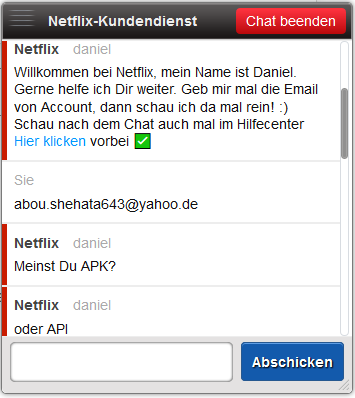 Netflix-Kundendienst
Chat beenden
Netflix daniel
Willkommen bei Netflix, mein Name ist Daniel.
Gerne helfe ich Dir weiter. Geb mir mal die Email
von Account, dann schau ich da mal rein! :)
Schau nach dem Chat auch mal im Hilfecenter
Hier klicken vorbei ✅
Sie
abou.shehata643@yahoo.de
Netflix daniel
Meinst Du APK?
Netflix daniel
oder API
Abschicken